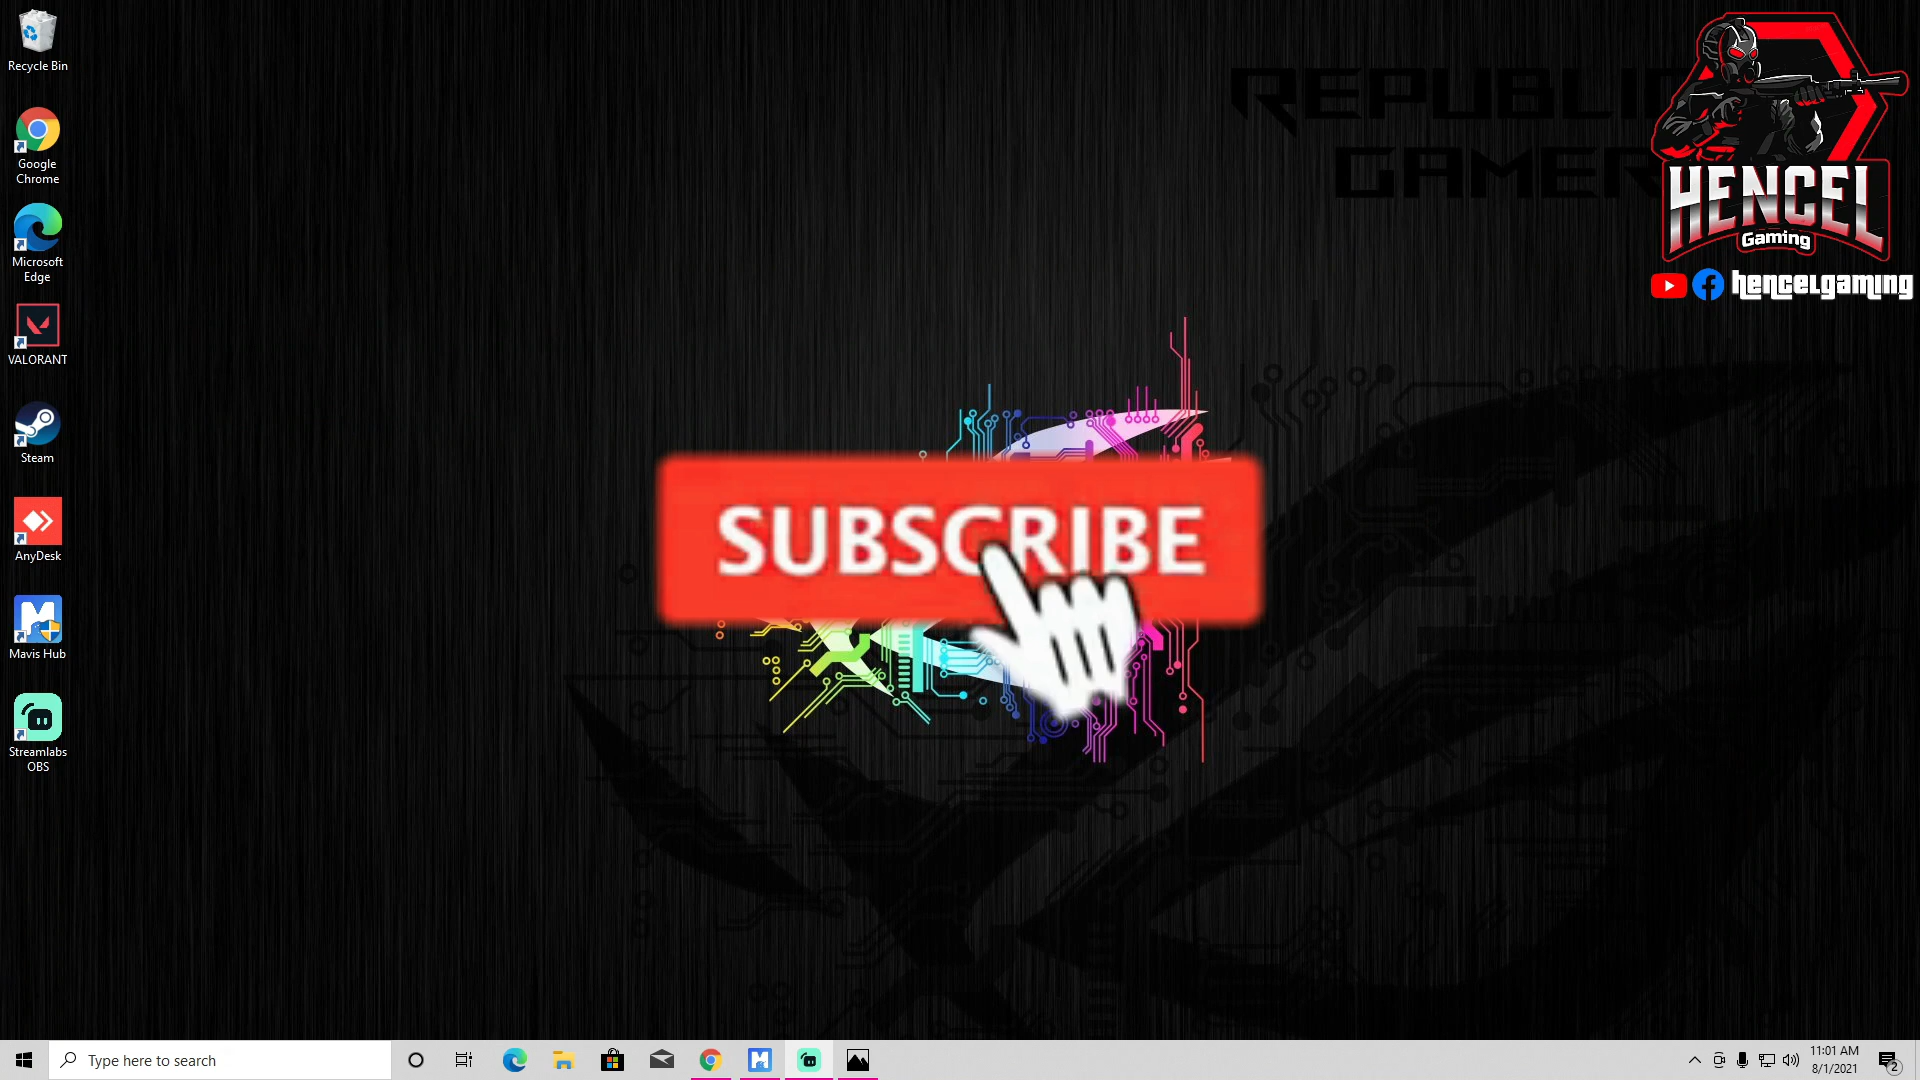 Recycle Bin
Google
Chrome
Microsoft
Edge
VALORANT
Steam
AnyDesk
Mavis Hub
Streamlabs
OBS
REPUBLIC
GAMER
HENCEL
Gaming
hencelgaming
SUBSCRIBE
Type here to search
11:01 AM
8/1/2021
2